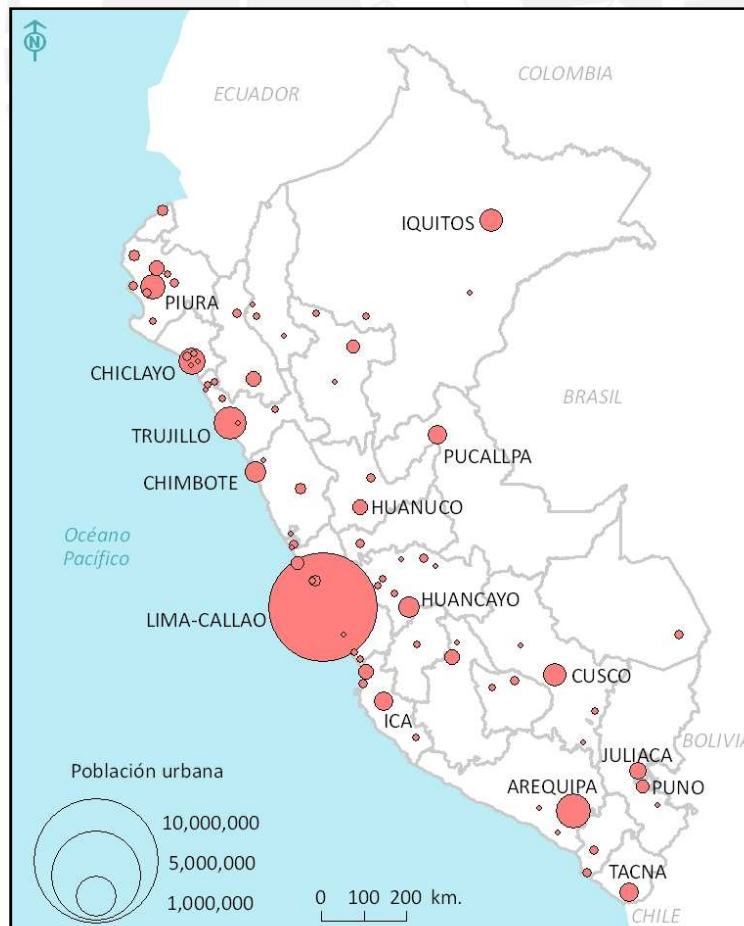 N
COLOMBIA
ECUADOR
IQUITOS
PIURA
CHICLAYO
BRASIL
TRUJILLO
PUCALLPA
CHIMBOTE
HUANUCO
Océano
Pacífico
HUANCAYO
LIMA-CALLAO
CUSCO
ICA
BOLIVIA
JULIACA
Población urbana
AREQUIPA
PUNO
10,000,000
5,000,000
TACNA
1,000,000
0 100 200 km.
CHILE